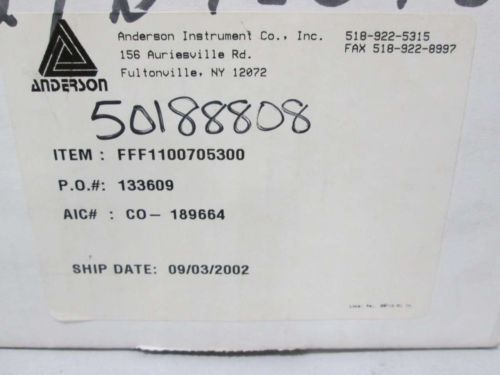 Anderson Instrument Co., Inc. 518-922-5315
156 Auriesville Rd. FAX 518-922-8997
Fultonville, NY 12072
ANDERSON
50188808
ITEM : FFF1100705300
P.O.#: 133609
AIC# : CO- 189664
SHIP DATE: 09/03/2002